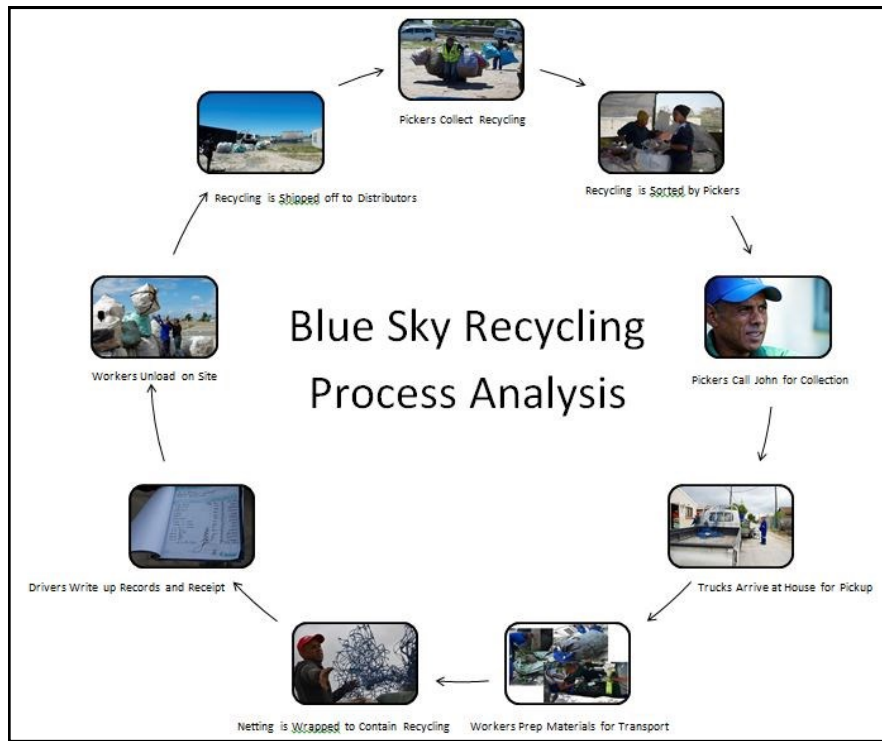 Pickers Collect Recycling
Recycling is Sorted by Pickers
Pickers Call John for Collection
Trucks Arrive at House for Pickup
Workers Prep Materials for Transport
Netting is Wrapped to Contain Recycling
Drivers Write up Records and Receipt
Workers Unload on Site
Recycling is Shipped off to Distributors
Blue Sky Recycling
Process Analysis